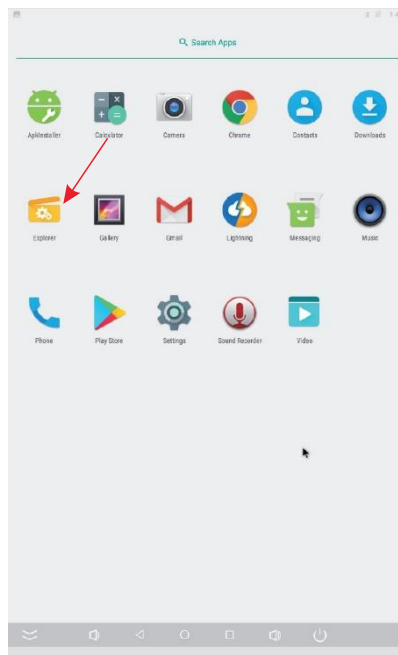 Search Apps
ApkInstaller Calculator Camera Chrome Contacts Downloads
Explorer Gallery Gmail Lightning Messaging Music
Phone Play Store Settings Sound Recorder Video